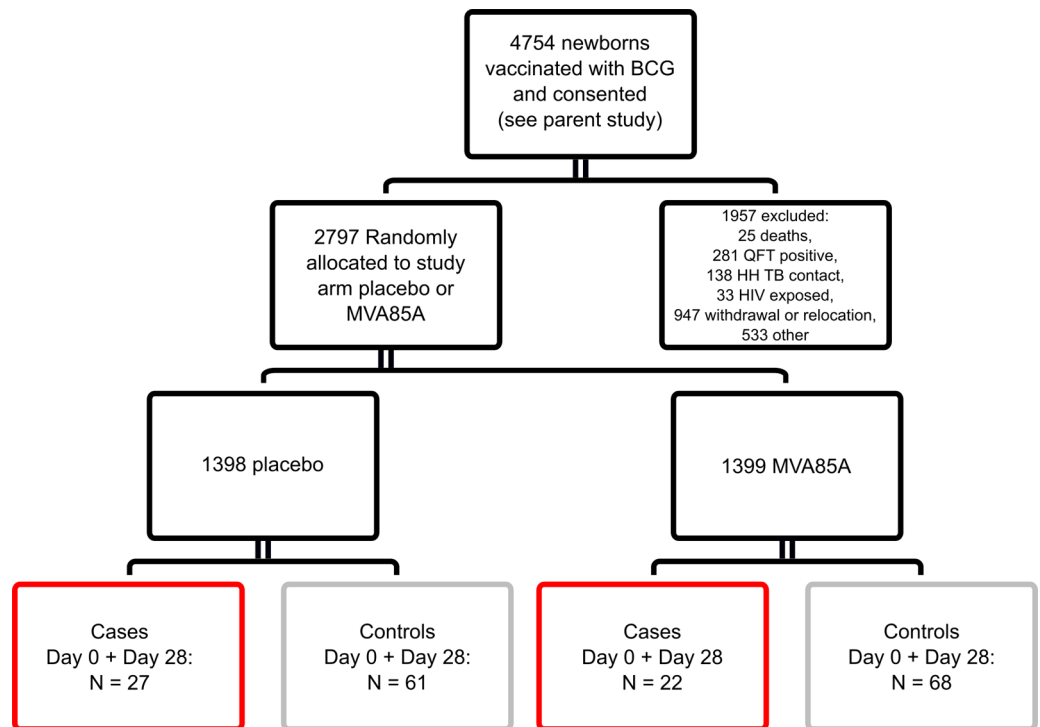 4754 newborns
vaccinated with BCG
and consented
(see parent study)
2797 Randomly
allocated to study
arm placebo or
MVA85A
1957 excluded:
25 deaths,
281 QFT positive,
138 HH TB contact,
33 HIV exposed,
947 withdrawal or relocation,
533 other
1398 placebo
1399 MVA85A
Cases
Day 0 + Day 28:
N = 27
Controls
Day 0 + Day 28:
N = 61
Cases
Day 0 + Day 28
N = 22
Controls
Day 0 + Day 28:
N = 68